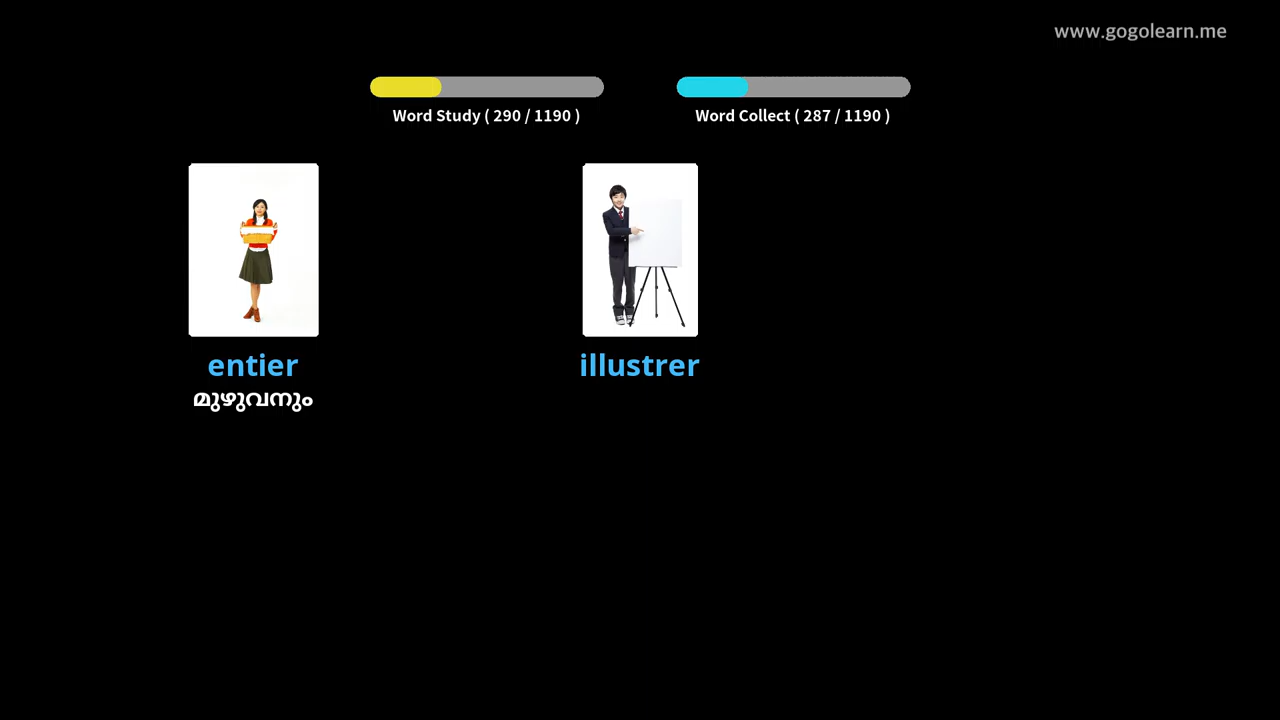 www.gogolearn.me
Word Study ( 290 / 1190 )
Word Collect ( 287 / 1190 )
entier
മുഴുവനും
illustrer